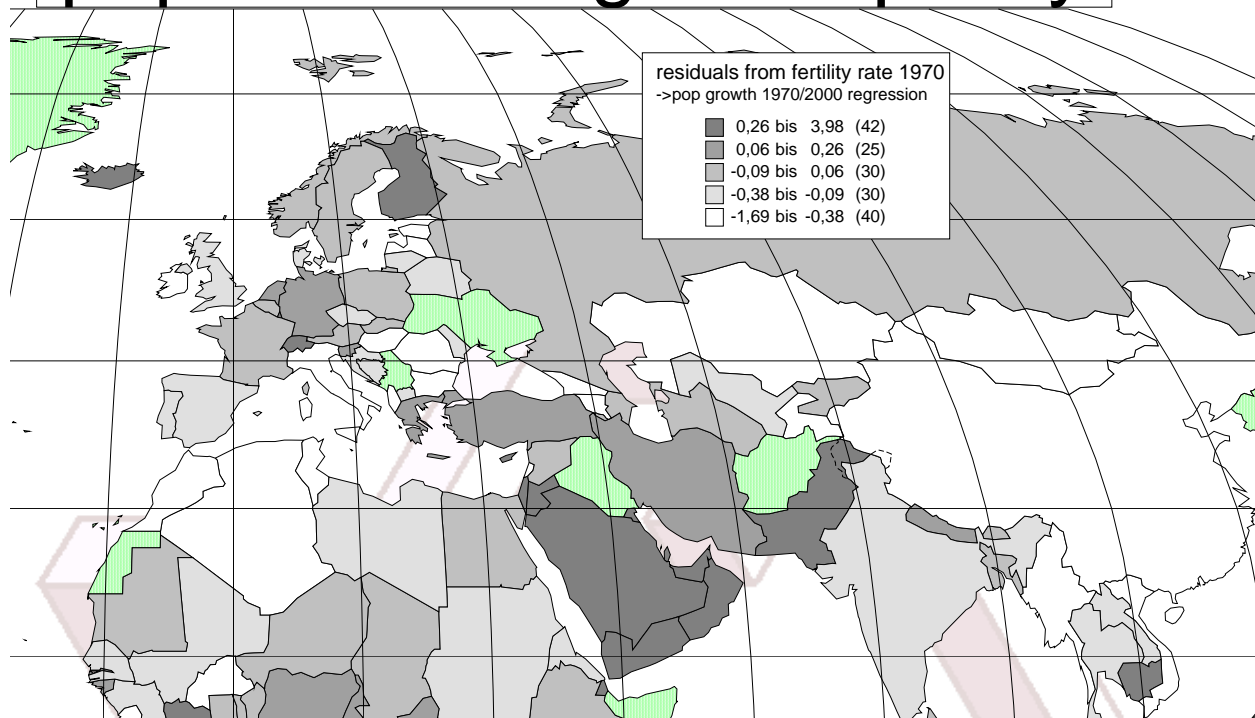 residuals from fertility rate 1970
->pop growth 1970/2000 regression
0,26 bis 3,98 (42)
0,06 bis 0,26 (25)
-0,09 bis 0,06 (30)
-0,38 bis -0,09 (30)
-1,69 bis -0,38 (40)